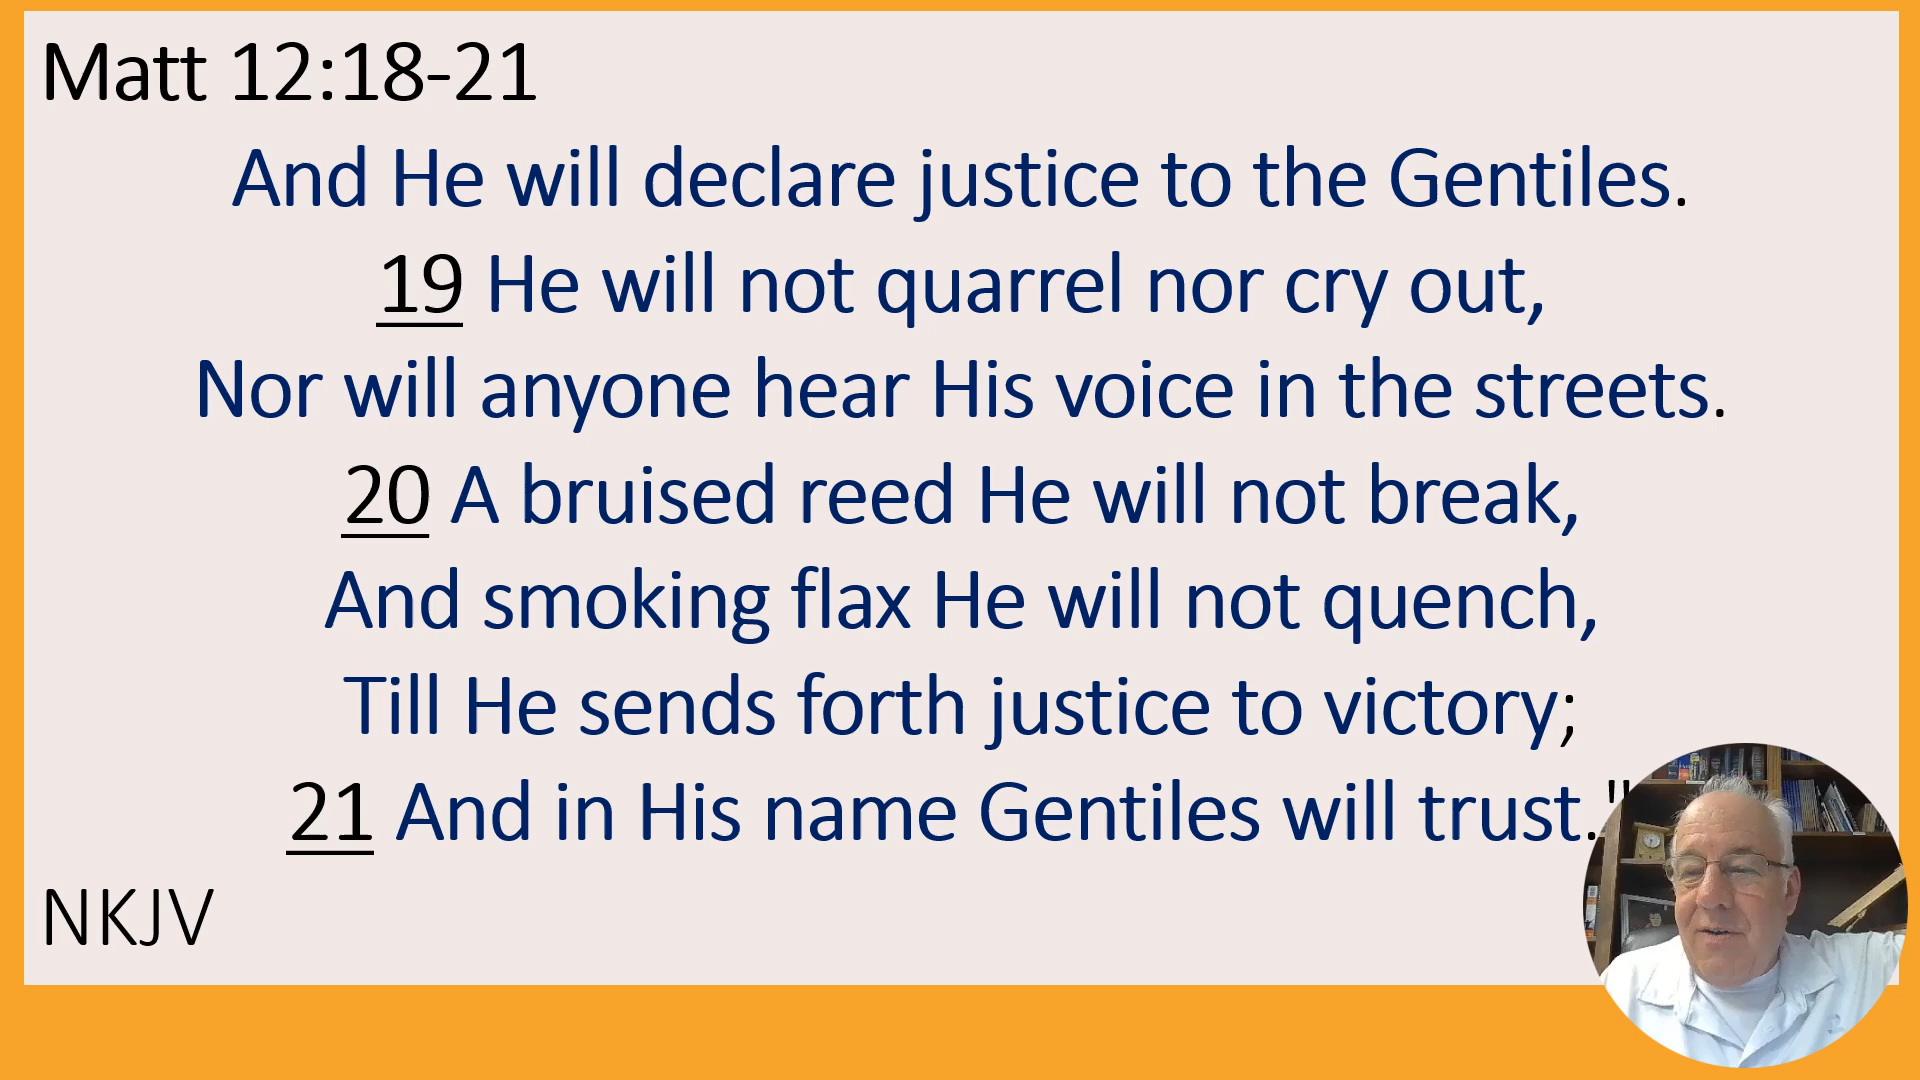 Matt 12:18-21
And He will declare justice to the Gentiles.
19 He will not quarrel nor cry out,
Nor will anyone hear His voice in the streets.
20 A bruised reed He will not break,
And smoking flax He will not quench,
Till He sends forth justice to victory;
21 And in His name Gentiles will trust."
NKJV